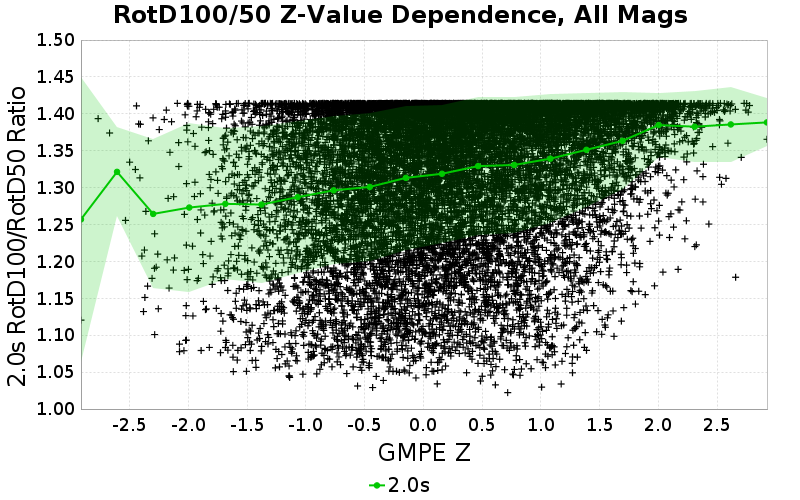 RotD100/50 Z-Value Dependence, All Mags
2.0s RotD100/RotD50 Ratio
1.50
1.45
1.40
1.35
1.30
1.25
1.20
1.15
1.10
1.05
1.00
-2.5 -2.0 -1.5 -1.0 -0.5 0.0 0.5 1.0 1.5 2.0 2.5
GMPE Z
2.0s